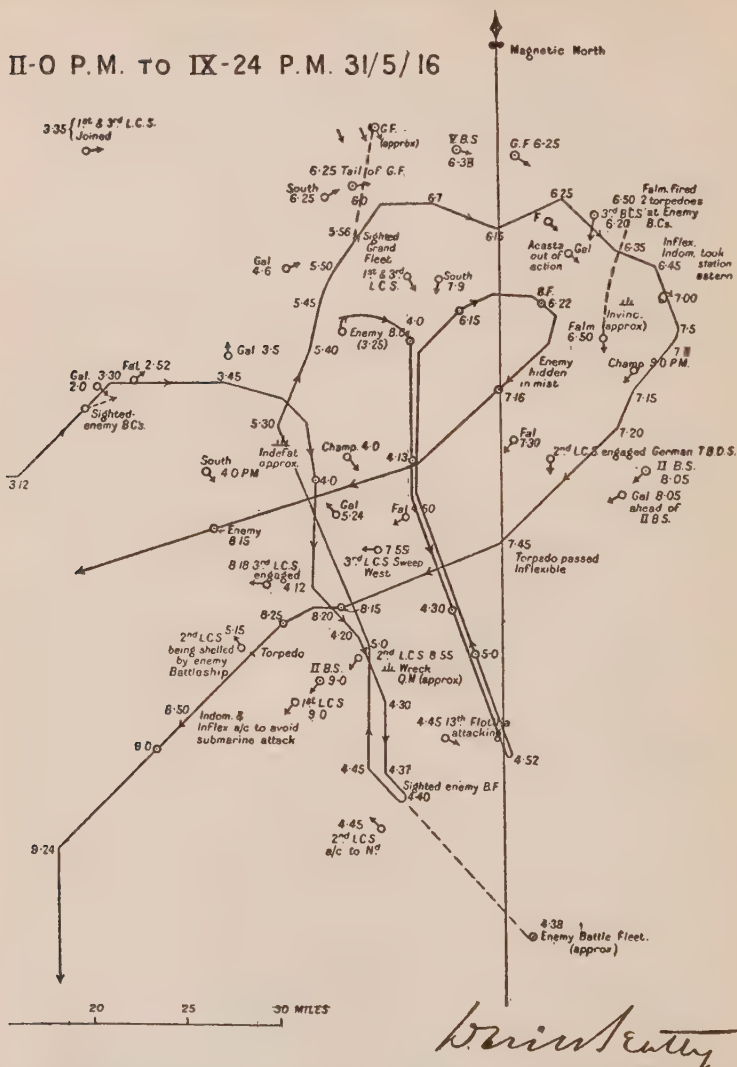 II-0 P.M. TO IX-24 P.M. 31/5/16
Magnetic North
3·35 { 1st & 3rd L.C.S.
Joined
G.F.
(approx)
V B.S
6·38
G.F 6·25
6·25 Tail of G.F.
South
6·25
6·0
6·7
6·15
6·25
F
3rd B.C.S
6·20
6·50
Falm. fired
2 torpedoes
at Enemy
B.Cs.
Acasta
out of
action
Gal
6·35
Inflex,
Indom. took
station
astern
6·45
7·00
5·56
Sighted
Grand
Fleet
5·50
Gal
4·6
5·45
1st & 3rd
L.C.S.
South
7·9
B.F.
6·22
6·15
Invinc.
(approx)
7·5
4·0
Enemy B.Cs
(3·25)
Gal 3·5
5·40
Falm
6·50
Enemy
hidden
in mist
Champ. 9·0 P.M.
7·15
7·16
Gal.
2·0
3·30
Fal 2·52
3·45
Sighted
enemy B.C's.
5·30
Indefat
approx.
7·20
3·12
South
4·0 PM
Champ. 4·0
4·0
4·13
Fal
7·30
2nd L.C.S engaged German T.B.D.S.
II B.S.
8·05
Gal 8·05
ahead of
II B.S.
Gal
5·24
Fal
Enemy
8·15
7·55
3rd L.C.S Sweep
West
7·45
Torpedo passed
Inflexible
8·18 3rd L.C.S.
engaged
4·12
8·15
8·20
8·25
4·20
4·30
2nd L.C.S
being shelled
by enemy
Battleship
5·15
Torpedo
5·0
2nd L.C.S 8·55
Wreck
Q.M (approx)
5·0
II B.S.
9·0
1st L.C.S
9·0
4·30
8·50
Indom. &
Inflex a/c to avoid
submarine attack
4·45 13th Flotilla
attacking
4·52
4·45
4·37
Sighted enemy B.F
4·40
9·24
4·45
2nd L.C.S
a/c to Nd
4·38
Enemy Battle Fleet.
(approx)
20
25
30 MILES